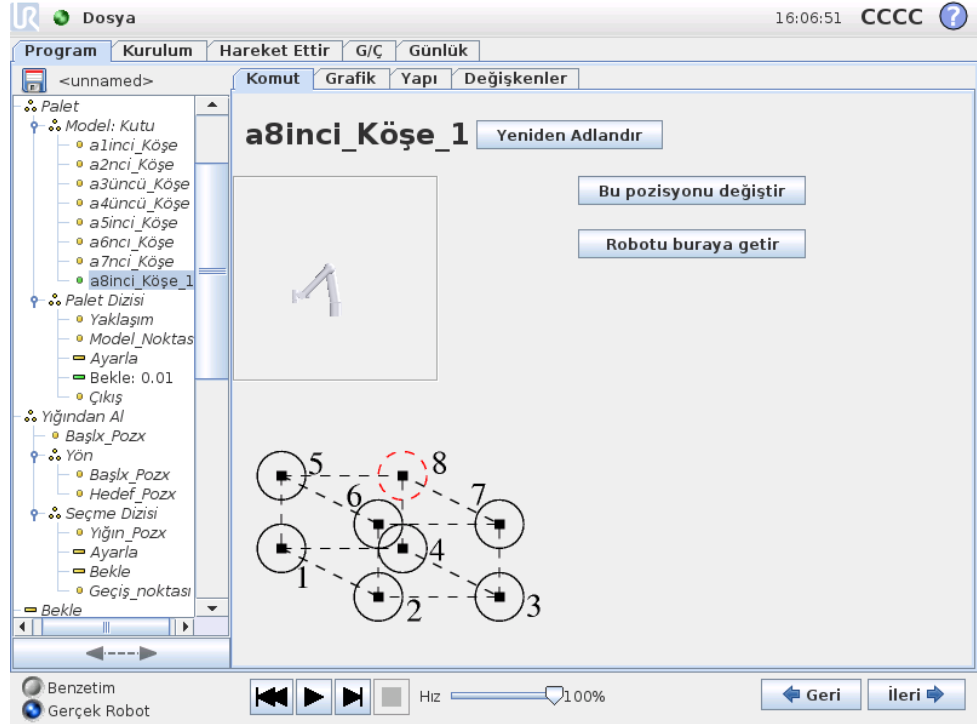 UR Dosya 16:06:51 CCCC ?
Program Kurulum Hareket Ettir G/Ç Günlük
<unnamed> Komut Grafik Yapı Değişkenler
Palet
Model: Kutu
a1inci_Köşe
a2nci_Köşe
a3üncü_Köşe
a4üncü_Köşe
a5inci_Köşe
a6ncı_Köşe
a7nci_Köşe
a8inci_Köşe_1
Palet Dizisi
Yaklaşım
Model_Noktas
Ayarla
Bekle: 0.01
Çıkış
Yığından Al
Başlx_Pozx
Yön
Başlx_Pozx
Hedef_Pozx
Seçme Dizisi
Yığın_Pozx
Ayarla
Bekle
Geçiş_noktası
Bekle
a8inci_Köşe_1 Yeniden Adlandır
Bu pozisyonu değiştir
Robotu buraya getir
5 8
6 7
1 4
2 3
Benzetim
Gerçek Robot
Hız 100%
Geri İleri